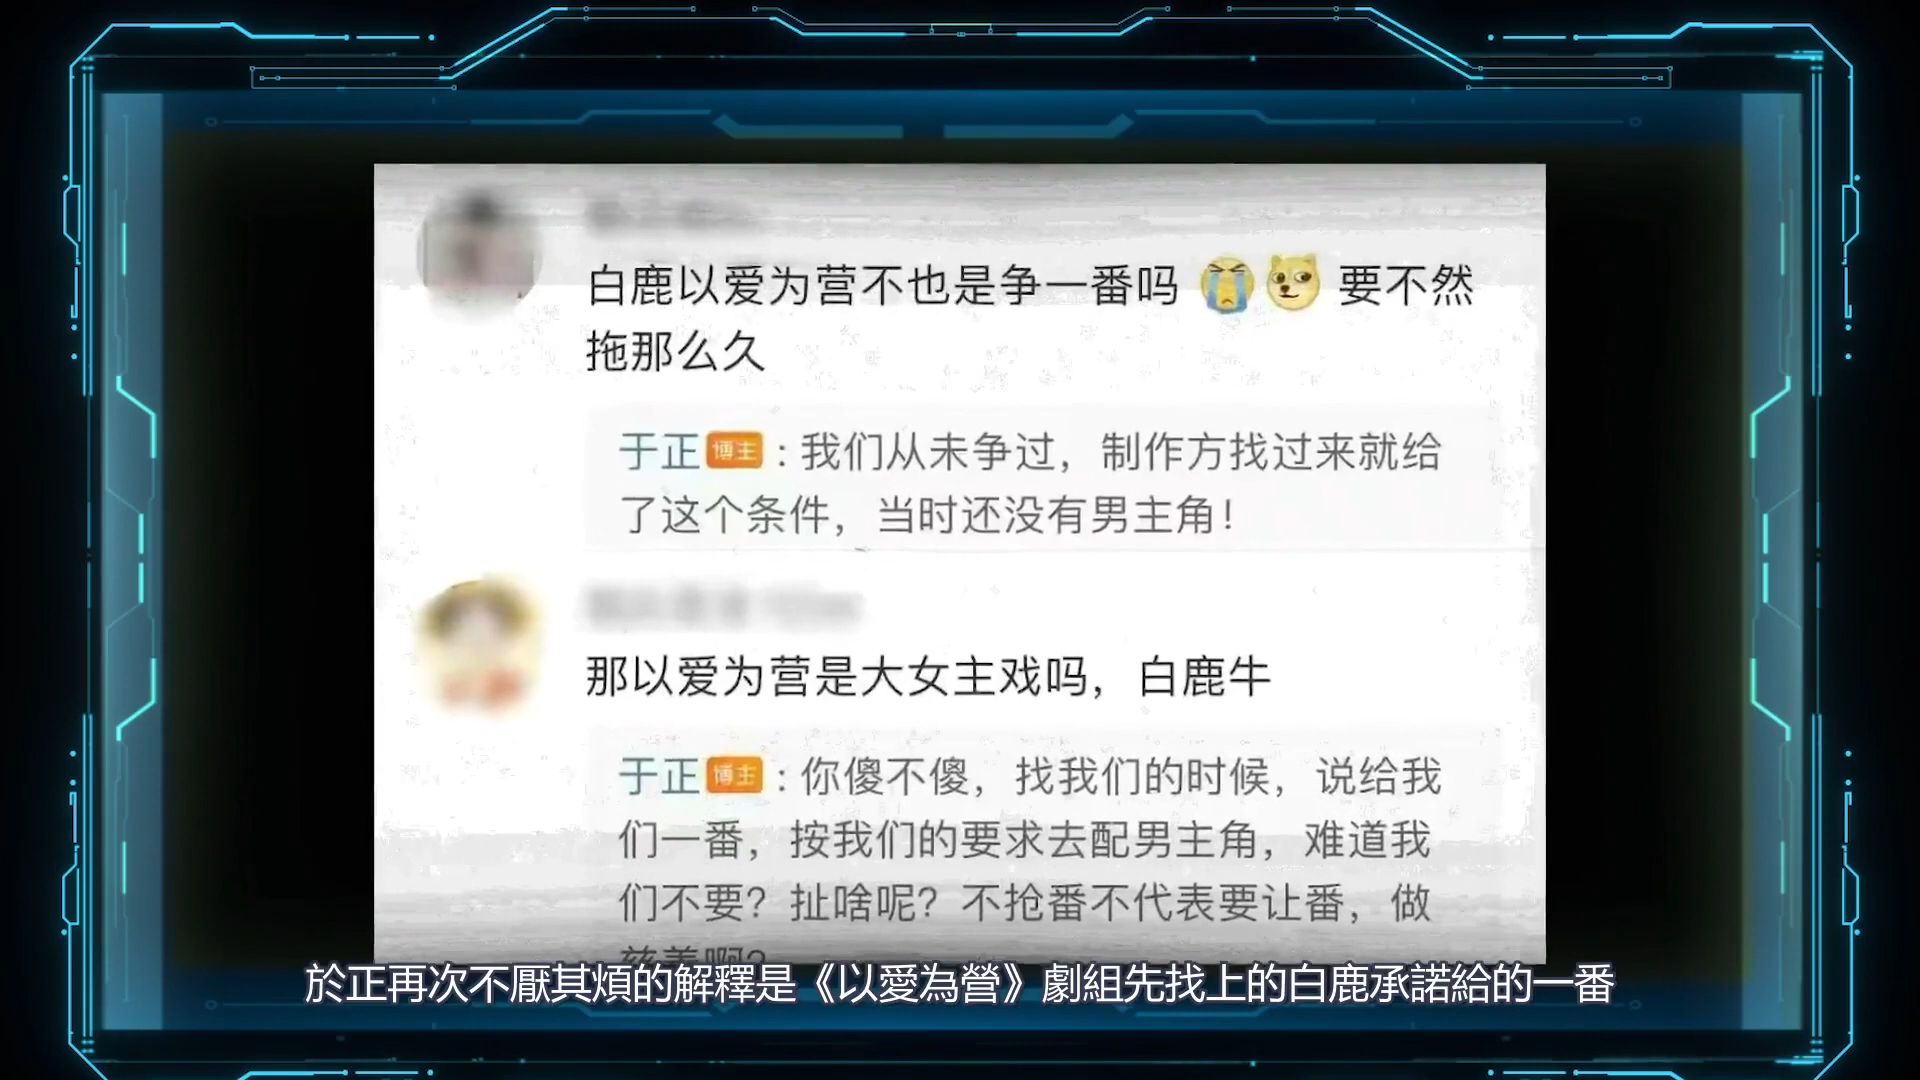 白鹿以爱为营不也是争一番吗 😭 要不然
拖那么久
于正 博主 : 我们从未争过，制作方找过来就给
了这个条件，当时还没有男主角！
那以爱为营是大女主戏吗，白鹿牛
于正 博主 : 你傻不傻，找我们的时候，说给我
们一番，按我们的要求去配男主角，难道我
们不要？扯啥呢？不抢番不代表要让番，做
慈善啊？
於正再次不厭其煩的解釋是《以愛為營》劇組先找上的白鹿承諾給的一番